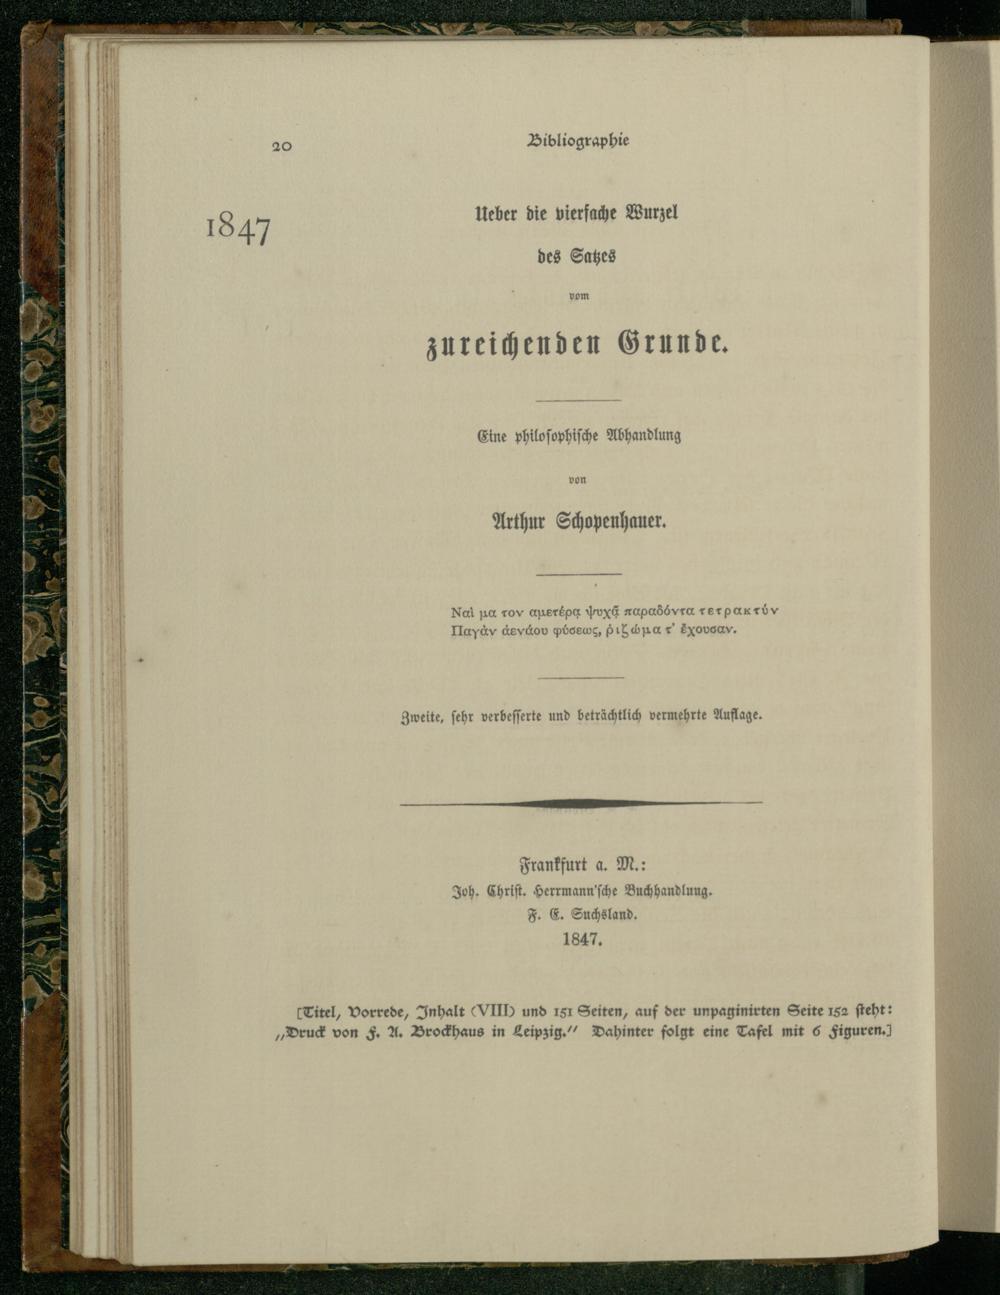 20
Bibliographie
1847
Ueber die vierfache Wurzel
des Satzes
vom
zureichenden Grunde.
Eine philosophische Abhandlung
von
Arthur Schopenhauer.
Ναὶ μα τον αμετέρᾳ ψυχᾷ παραδόντα τετρακτύν
Παγὰν ἀενάου φύσεως, ῥιζώμα τ’ ἔχουσαν.
Zweite, sehr verbesserte und beträchtlich vermehrte Auflage.
Frankfurt a. M.:
Joh. Christ. Herrmann'sche Buchhandlung.
F. E. Suchsland.
1847.
[Titel, Vorrede, Inhalt (VIII) und 151 Seiten, auf der unpaginirten Seite 152 steht:
„Druck von F. A. Brockhaus in Leipzig.“ Dahinter folgt eine Tafel mit 6 Figuren.]